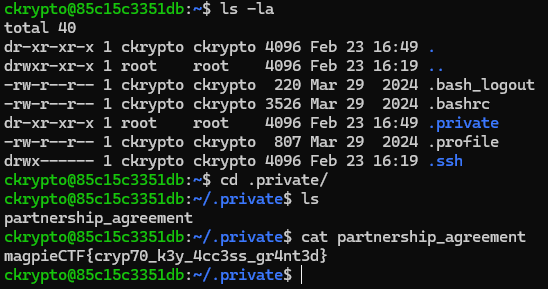 ckrypto@85c15c3351db:~$ ls -la
total 40
dr-xr-xr-x 1 ckrypto ckrypto 4096 Feb 23 16:49 .
drwxr-xr-x 1 root    root    4096 Feb 23 16:19 ..
-rw-r--r-- 1 ckrypto ckrypto  220 Mar 29  2024 .bash_logout
-rw-r--r-- 1 ckrypto ckrypto 3526 Mar 29  2024 .bashrc
dr-xr-xr-x 1 root    root    4096 Feb 23 16:49 .private
-rw-r--r-- 1 ckrypto ckrypto  807 Mar 29  2024 .profile
drwx------ 1 ckrypto ckrypto 4096 Feb 23 16:19 .ssh
ckrypto@85c15c3351db:~$ cd .private/
ckrypto@85c15c3351db:~/.private$ ls
partnership_agreement
ckrypto@85c15c3351db:~/.private$ cat partnership_agreement
magpieCTF{cryp70_k3y_4cc3ss_gr4nt3d}
ckrypto@85c15c3351db:~/.private$